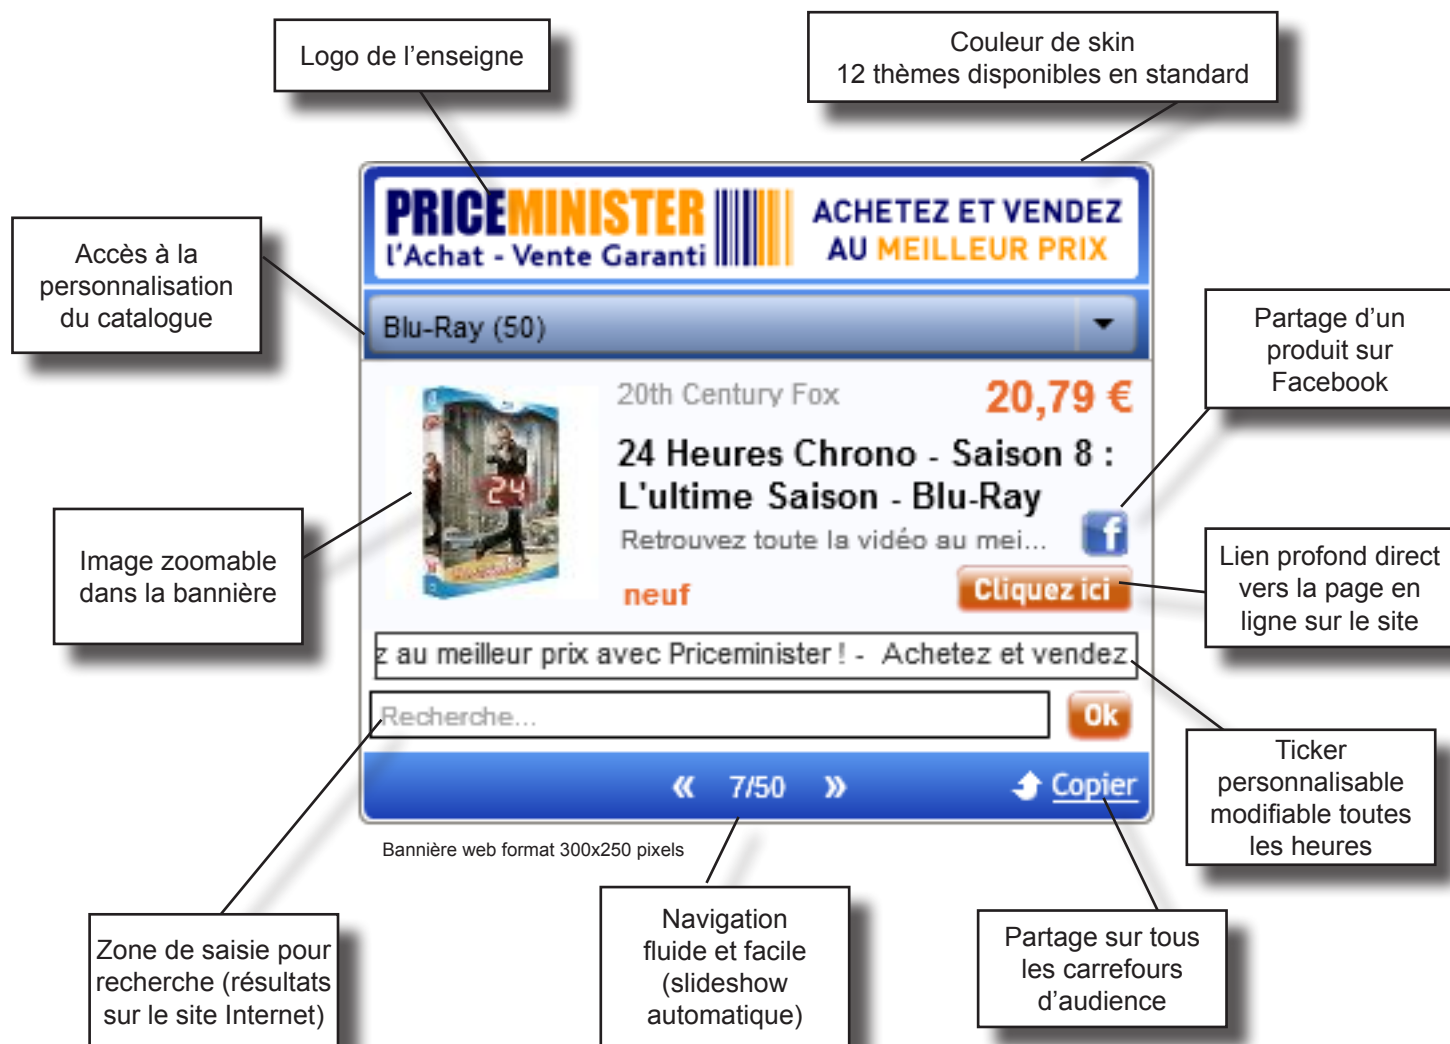 Logo de l’enseigne
Couleur de skin
12 thèmes disponibles en standard
PRICEMINISTER
l'Achat - Vente Garanti
ACHETEZ ET VENDEZ
AU MEILLEUR PRIX
Accès à la
personnalisation
du catalogue
Blu-Ray (50)
Partage d’un
produit sur
Facebook
20th Century Fox
20,79 €
24 Heures Chrono - Saison 8 :
L'ultime Saison - Blu-Ray
Retrouvez toute la vidéo au mei...
f
24
neuf
Cliquez ici
Image zoomable
dans la bannière
Lien profond direct
vers la page en
ligne sur le site
z au meilleur prix avec Priceminister ! - Achetez et vendez
Recherche...
Ok
« 7/50 »
Copier
Ticker
personnalisable
modifiable toutes
les heures
Bannière web format 300x250 pixels
Zone de saisie pour
recherche (résultats
sur le site Internet)
Navigation
fluide et facile
(slideshow
automatique)
Partage sur tous
les carrefours
d’audience